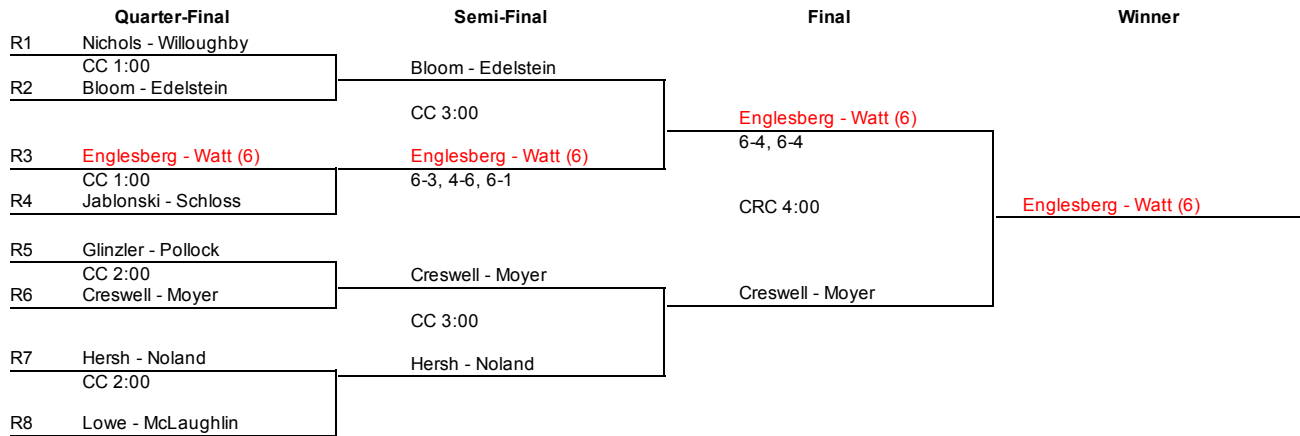 Quarter-Final Semi-Final Final Winner
R1 Nichols - Willoughby
CC 1:00
Bloom - Edelstein
R2 Bloom - Edelstein
CC 3:00
Englesberg - Watt (6)
6-4, 6-4
R3 Englesberg - Watt (6)
Englesberg - Watt (6)
CC 1:00
6-3, 4-6, 6-1
R4 Jablonski - Schloss
CRC 4:00
Englesberg - Watt (6)
R5 Glinzler - Pollock
CC 2:00
Creswell - Moyer
R6 Creswell - Moyer
Creswell - Moyer
CC 3:00
R7 Hersh - Noland
Hersh - Noland
CC 2:00
R8 Lowe - McLaughlin